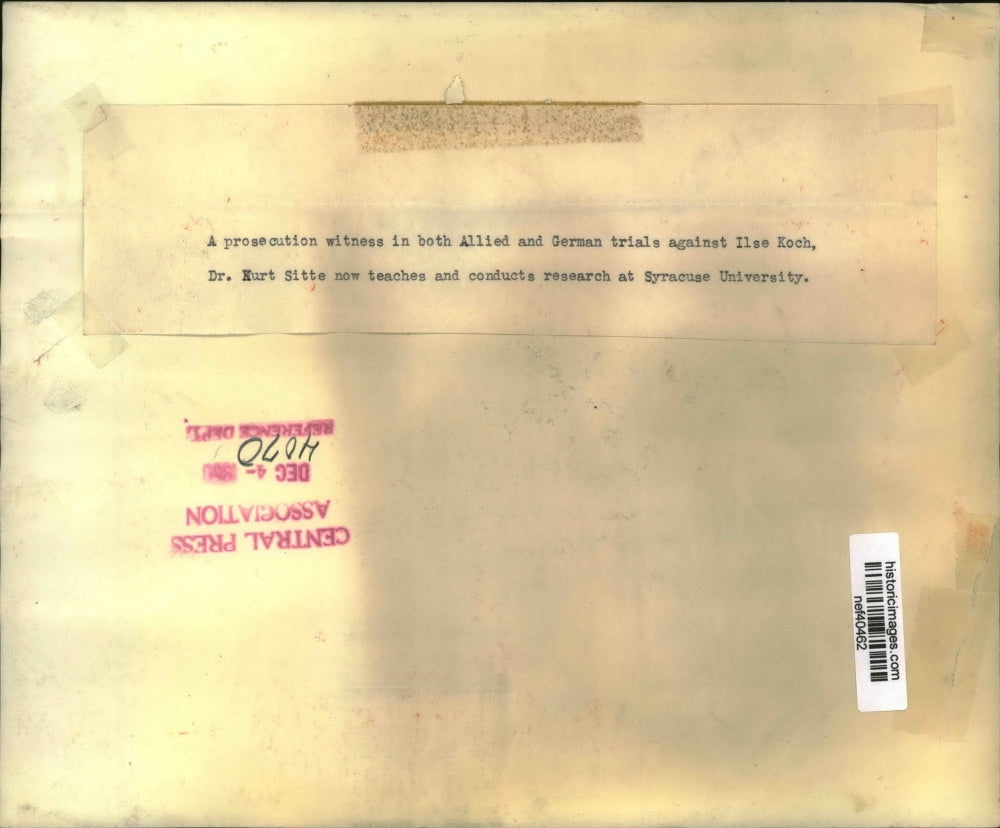 A prosecution witness in both Allied and German trials against Ilse Koch,
Dr. Kurt Sitte now teaches and conducts research at Syracuse University.
CENTRAL PRESS
ASSOCIATION
DEC 4-
4070
REFERENCE DEPT.
historicimages.com
nef40462